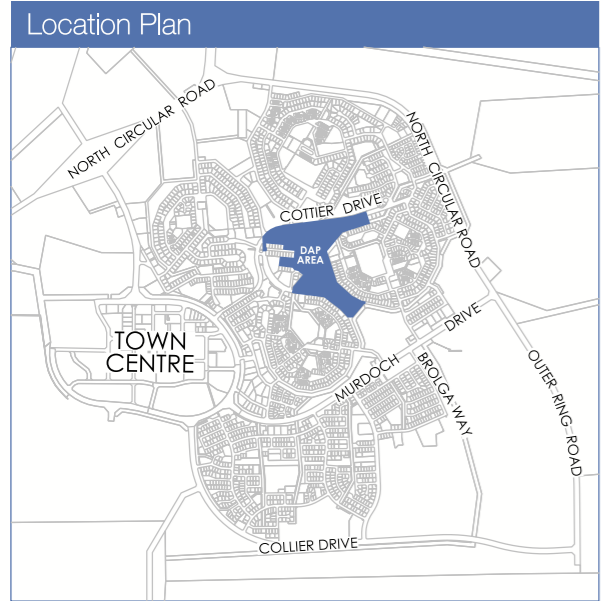 Location Plan
NORTH CIRCULAR ROAD
NORTH CIRCULAR ROAD
COTTIER DRIVE
DAP
AREA
TOWN
CENTRE
MURDOCH DRIVE
BROLGA WAY
OUTER RING ROAD
COLLIER DRIVE